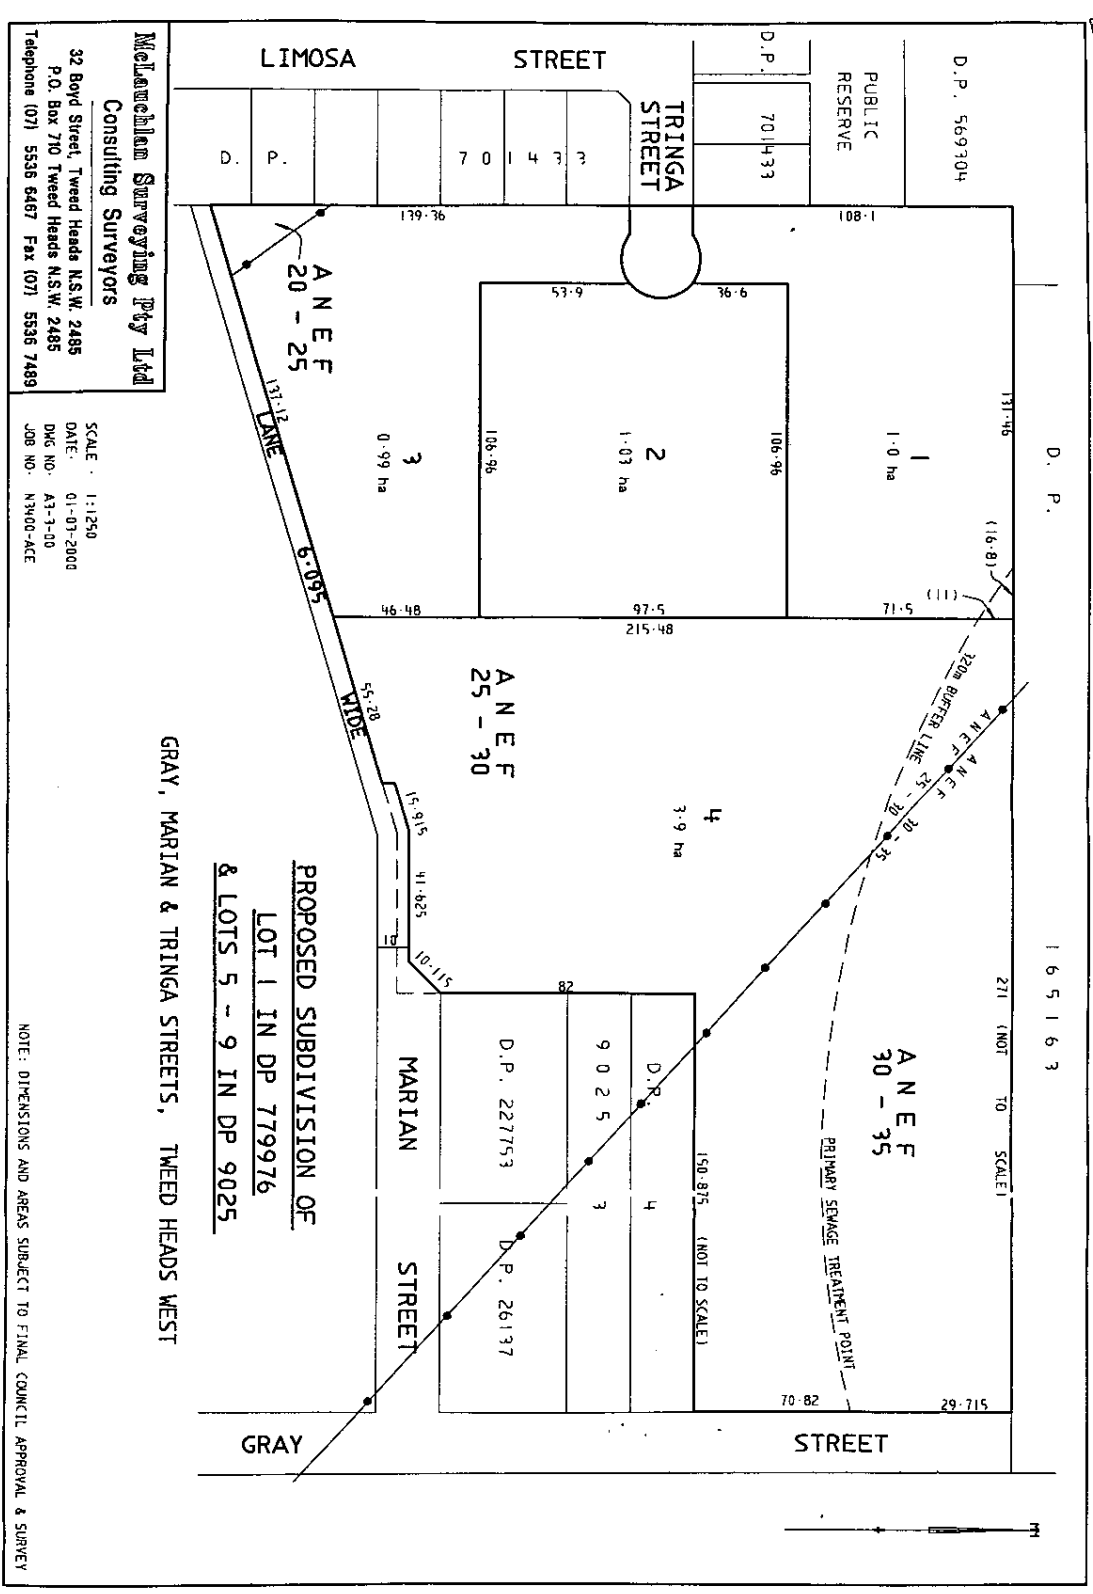 LIMOSA STREET
TRINGA
STREET
D.P. 701433
D.P. 701433
PUBLIC
RESERVE
D.P. 569304
D.P. 165163
139.36
108.1
131.46
53.9
36.6
A N E F
20 - 25
137.12
LANE 6.095 WIDE
3
0.99 ha
106.96
2
1.03 ha
106.96
1
1.0 ha
(16.8)
(11)
46.48
97.5
71.5
215.48
A N E F
25 - 30
55.28
15.915
41.625
10
10.115
82
4
3.9 ha
320m BUFFER LINE
A N E F 25 - 30
A N E F 30 - 35
A N E F
30 - 35
271 (NOT TO SCALE)
PRIMARY SEWAGE TREATMENT POINT
MARIAN STREET
D.P. 227753
D.P. 26137
9025
3
D.P.
4
150.875 (NOT TO SCALE)
70.82
29.715
GRAY STREET
PROPOSED SUBDIVISION OF
LOT 1 IN DP 779976
& LOTS 5 - 9 IN DP 9025
GRAY, MARIAN & TRINGA STREETS, TWEED HEADS WEST
McLauchlan Surveying Pty Ltd
Consulting Surveyors
32 Boyd Street, Tweed Heads N.S.W. 2485
P.O. Box 710 Tweed Heads N.S.W. 2485
Telephone (07) 5536 6467 Fax (07) 5536 7489
SCALE · 1:1250
DATE· 01-03-2000
DWG NO· A3-3-00
JOB NO· N3400-ACE
NOTE: DIMENSIONS AND AREAS SUBJECT TO FINAL COUNCIL APPROVAL & SURVEY